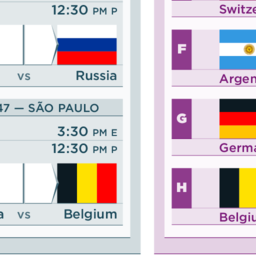 12:30 PM P
vs Russia
47 — SÃO PAULO
3:30 PM E
12:30 PM P
a vs Belgium
Switze
F
Argen
G
Germa
H
Belgiu